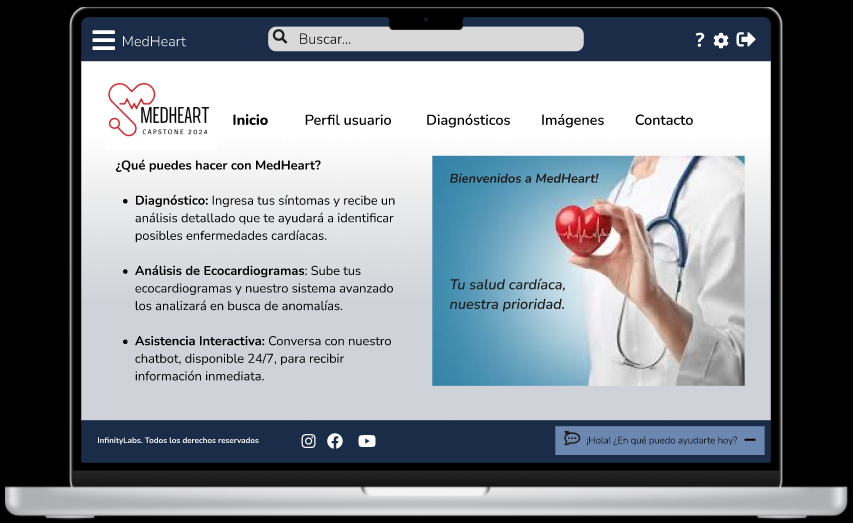 MedHeart
Buscar...
?
MEDHEART
CAPSTONE 2024
Inicio Perfil usuario Diagnósticos Imágenes Contacto
¿Qué puedes hacer con MedHeart?
• Diagnóstico: Ingresa tus síntomas y recibe un
análisis detallado que te ayudará a identificar
posibles enfermedades cardíacas.
• Análisis de Ecocardiogramas: Sube tus
ecocardiogramas y nuestro sistema avanzado
los analizará en busca de anomalías.
• Asistencia Interactiva: Conversa con nuestro
chatbot, disponible 24/7, para recibir
información inmediata.
Bienvenidos a MedHeart!
Tu salud cardíaca,
nuestra prioridad.
InfinityLabs. Todos los derechos reservados
¡Hola! ¿En qué puedo ayudarte hoy?